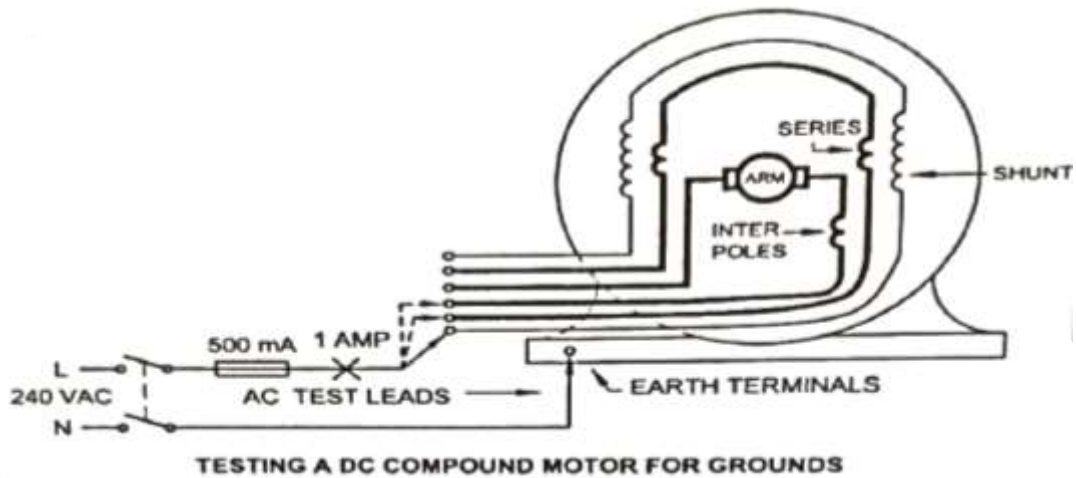 SERIES
ARM
SHUNT
INTER
POLES
500 mA
1 AMP
L
240 VAC
AC TEST LEADS
EARTH TERMINALS
N
TESTING A DC COMPOUND MOTOR FOR GROUNDS